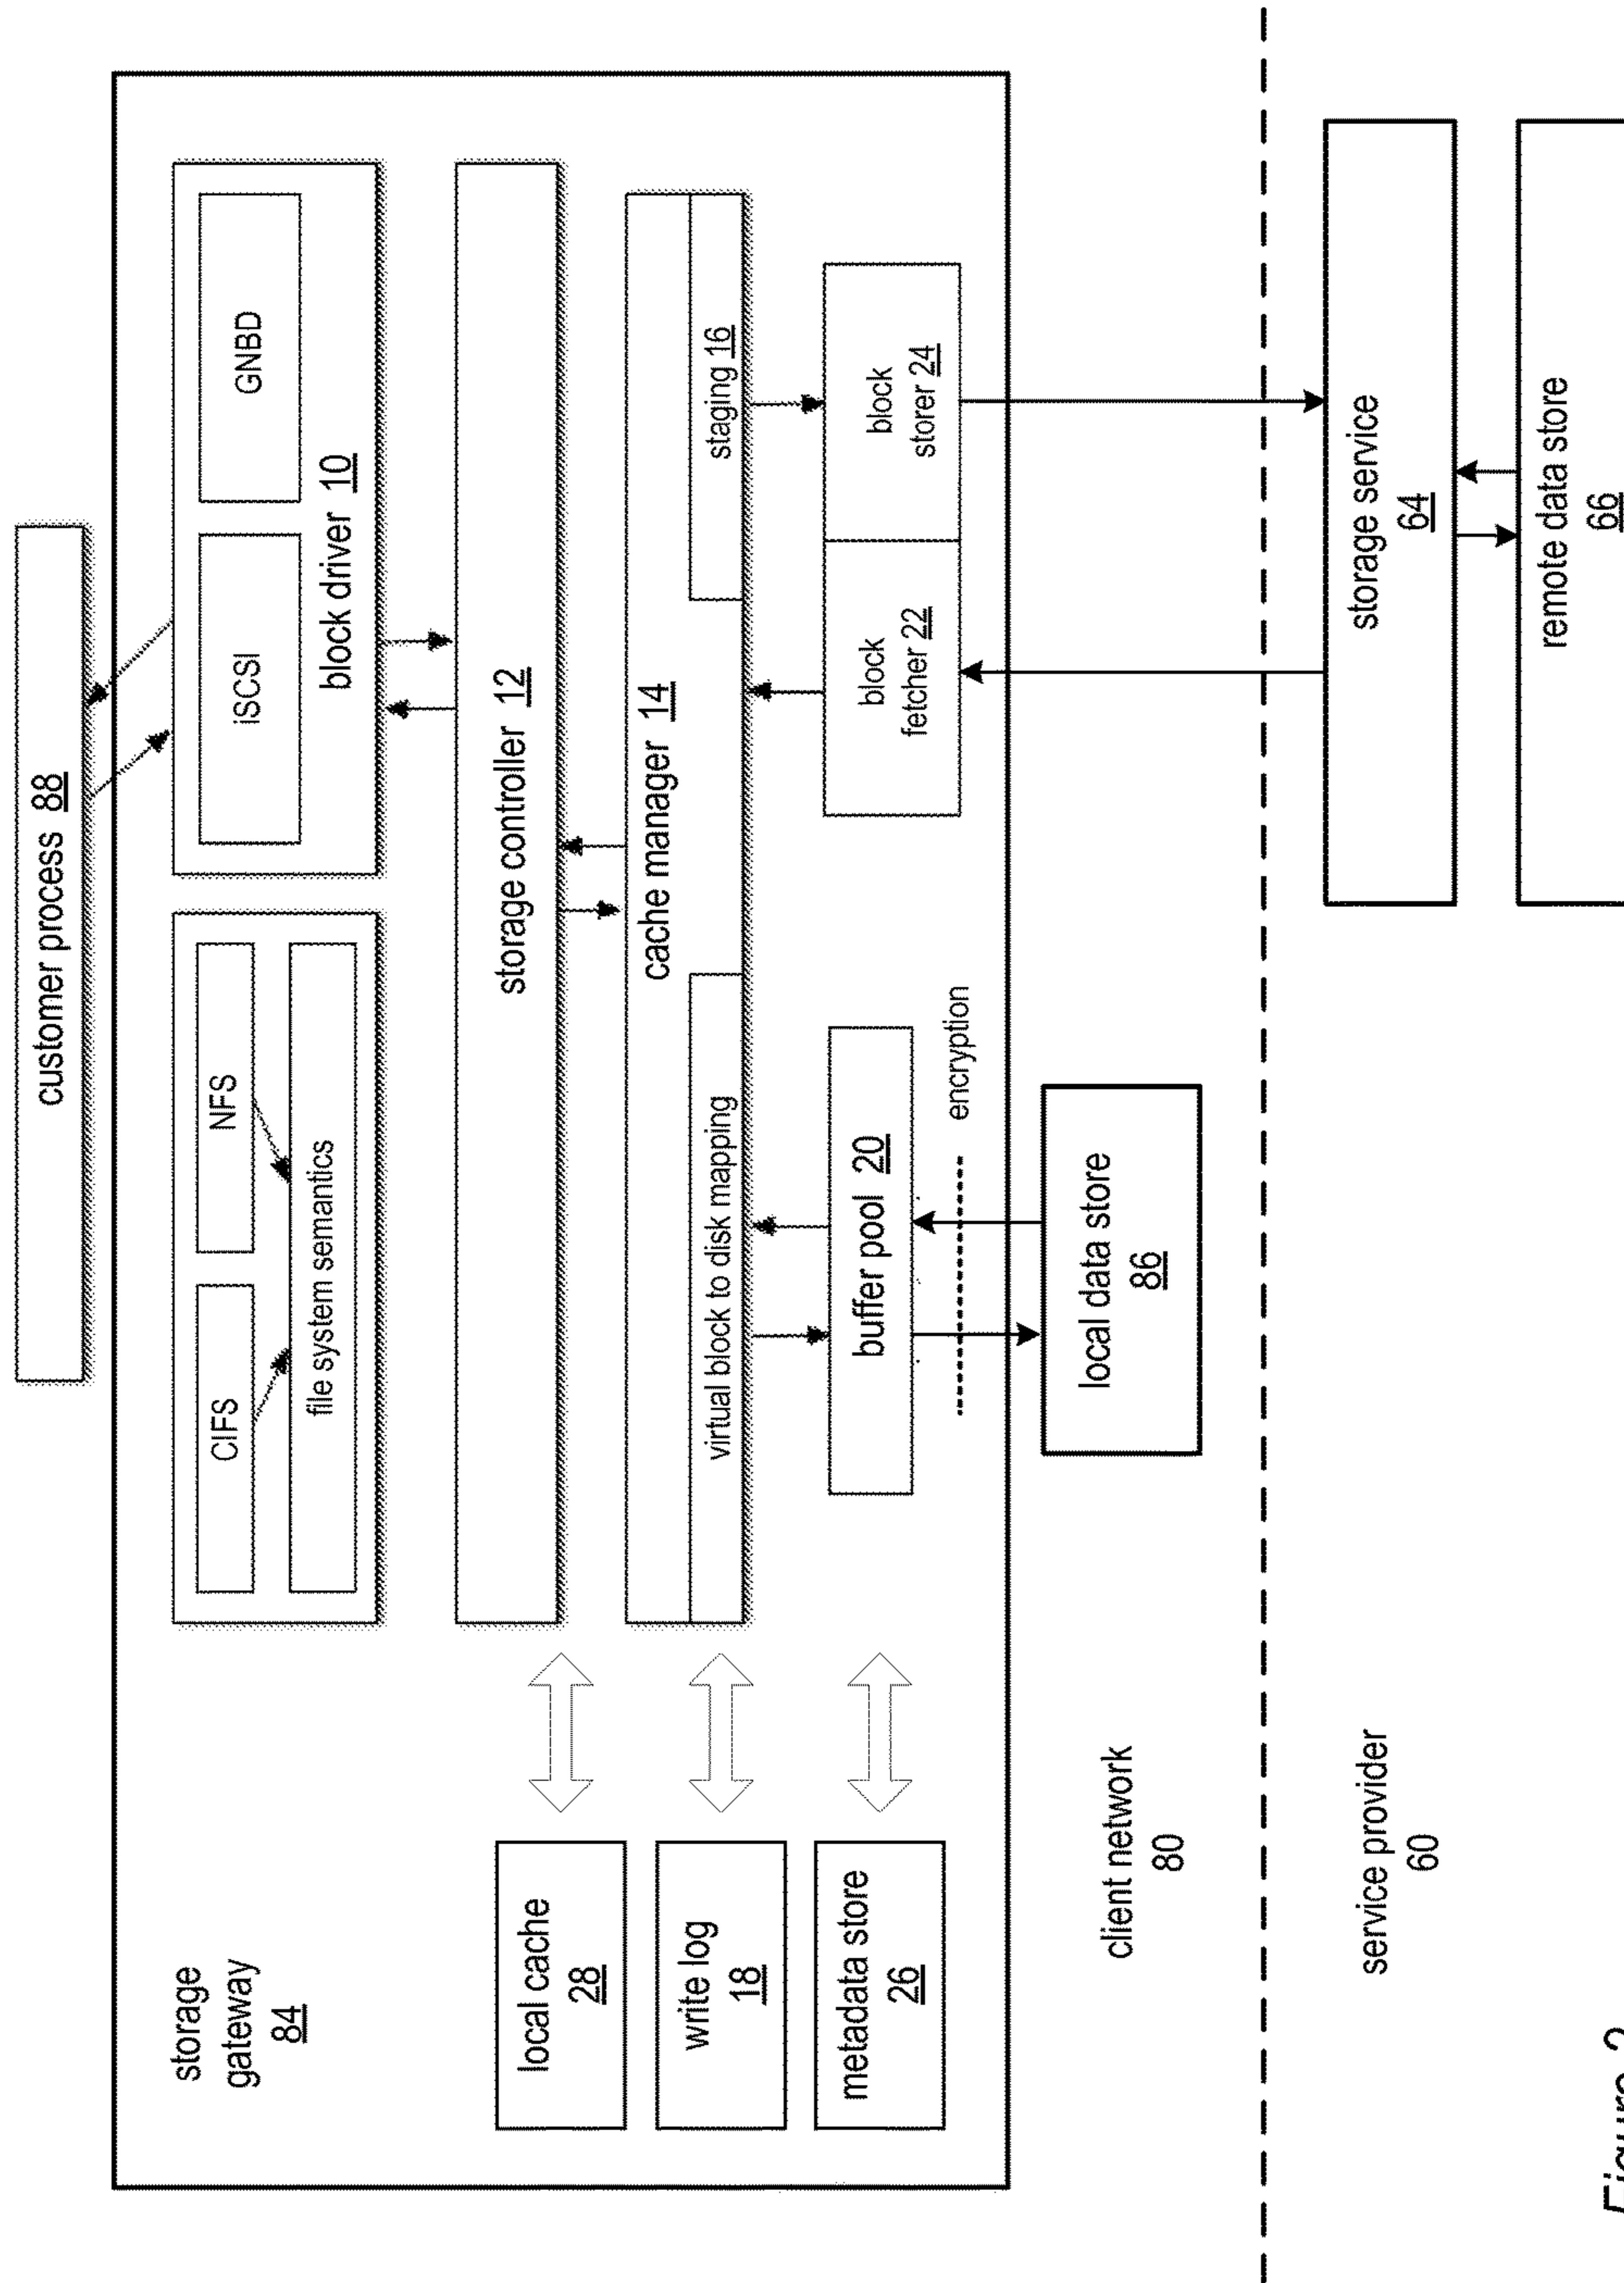 customer process 88
storage
gateway
84
CIFS
NFS
file system semantics
iSCSI
GNBD
block driver 10
storage controller 12
cache manager 14
virtual block to disk mapping
staging 16
local cache
28
write log
18
metadata store
26
buffer pool 20
block
fetcher 22
block
storer 24
encryption
local data store
86
client network
80
service provider
60
storage service
64
remote data store
66
Figure 2